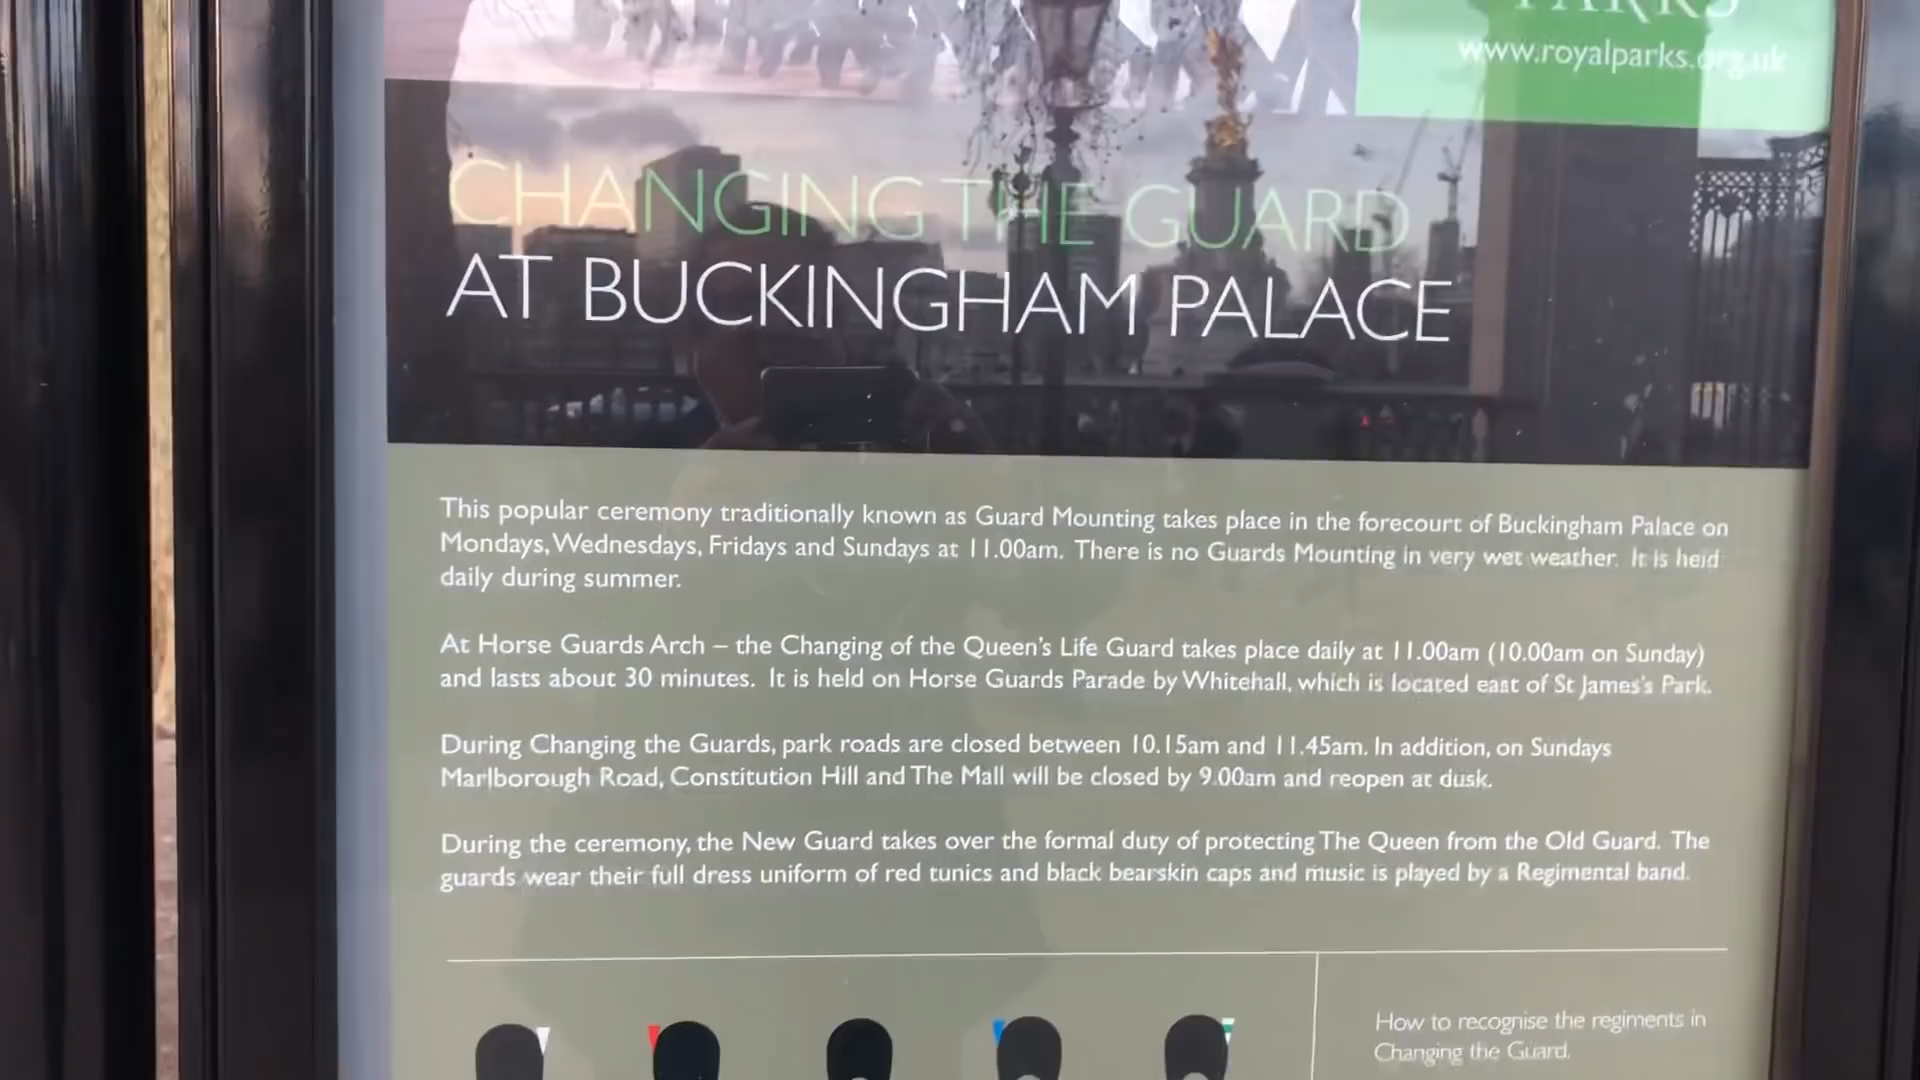 PARKS
www.royalparks.org.uk
CHANGING THE GUARD
AT BUCKINGHAM PALACE
This popular ceremony traditionally known as Guard Mounting takes place in the forecourt of Buckingham Palace on
Mondays, Wednesdays, Fridays and Sundays at 11.00am. There is no Guards Mounting in very wet weather. It is held
daily during summer.
At Horse Guards Arch – the Changing of the Queen's Life Guard takes place daily at 11.00am (10.00am on Sunday)
and lasts about 30 minutes. It is held on Horse Guards Parade by Whitehall, which is located east of St James's Park.
During Changing the Guards, park roads are closed between 10.15am and 11.45am. In addition, on Sundays
Marlborough Road, Constitution Hill and The Mall will be closed by 9.00am and reopen at dusk.
During the ceremony, the New Guard takes over the formal duty of protecting The Queen from the Old Guard. The
guards wear their full dress uniform of red tunics and black bearskin caps and music is played by a Regimental band.
How to recognise the regiments in
Changing the Guard.